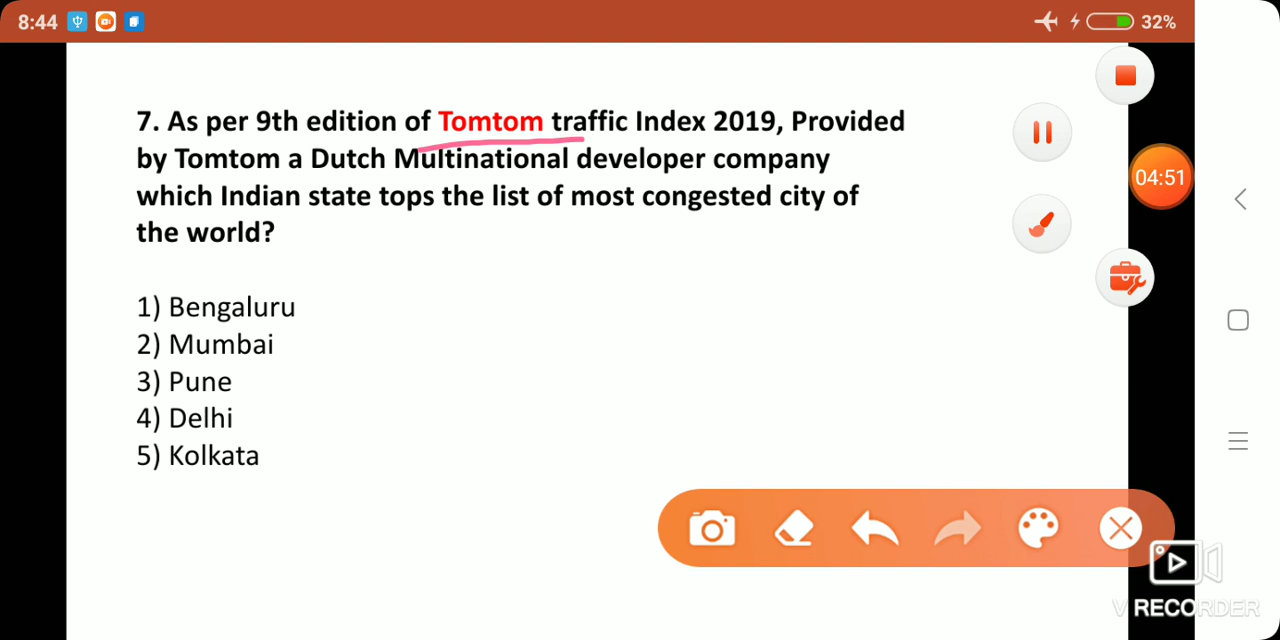 8:44
32%
7. As per 9th edition of Tomtom traffic Index 2019, Provided
by Tomtom a Dutch Multinational developer company
which Indian state tops the list of most congested city of
the world?
04:51
1) Bengaluru
2) Mumbai
3) Pune
4) Delhi
5) Kolkata
V RECORDER